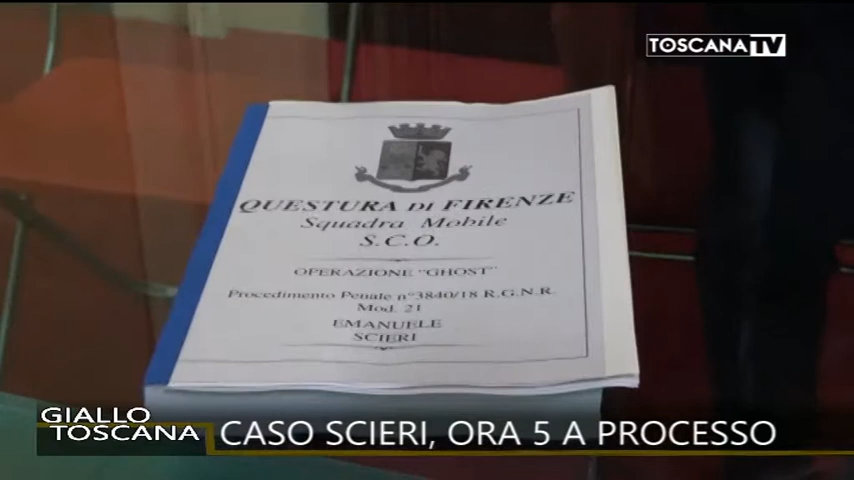 TOSCANA TV
QUESTURA DI FIRENZE
Squadra Mobile
S.C.O.
OPERAZIONE "GHOST"
Procedimento Penale n°3840/18 R.G.N.R.
Mod. 21
EMANUELE
SCIERI
GIALLO
TOSCANA
CASO SCIERI, ORA 5 A PROCESSO